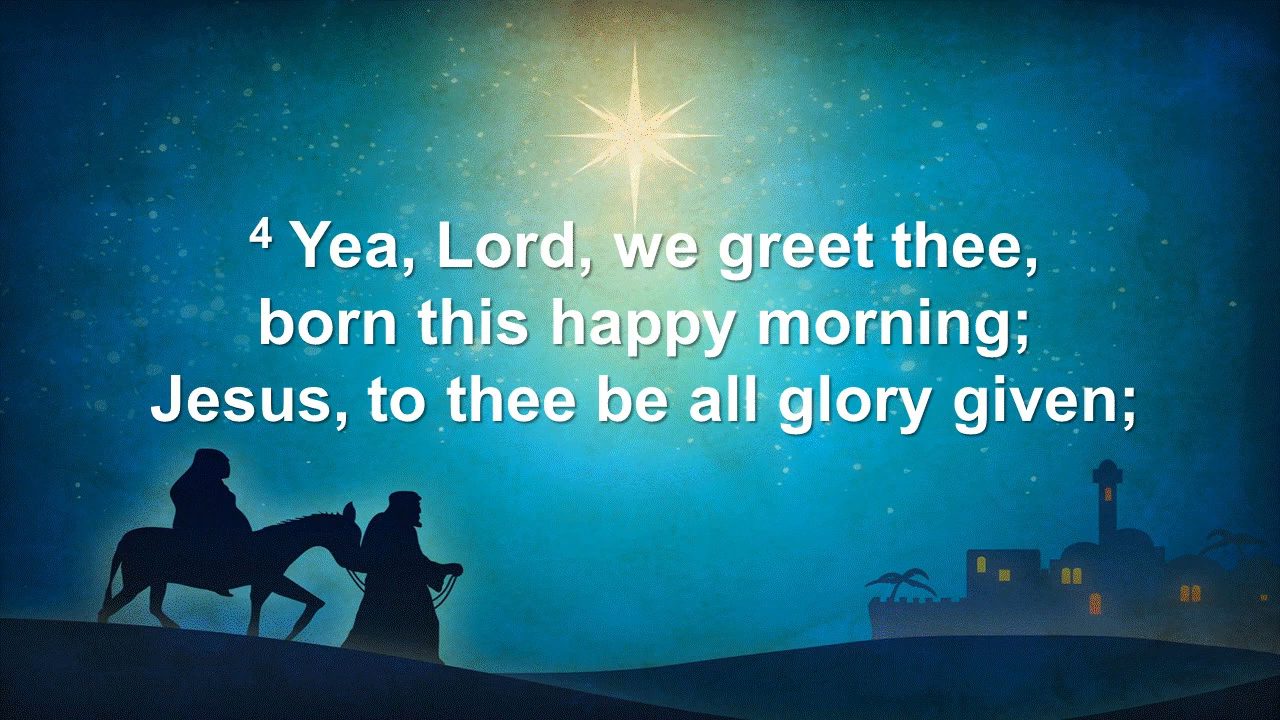 4 Yea, Lord, we greet thee,
born this happy morning;
Jesus, to thee be all glory given;